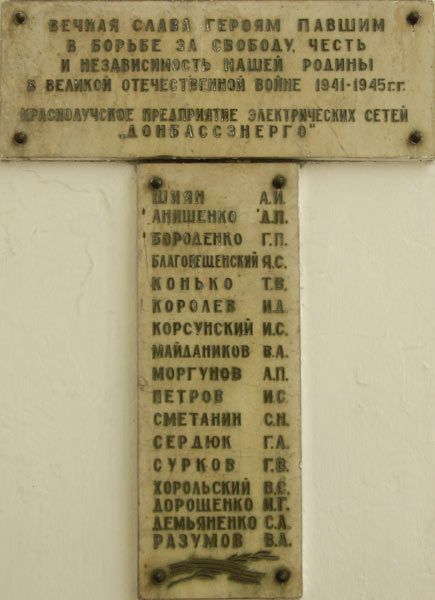 ВЕЧНАЯ СЛАВА ГЕРОЯМ ПАВШИМ
В БОРЬБЕ ЗА СВОБОДУ, ЧЕСТЬ
И НЕЗАВИСИМОСТЬ НАШЕЙ РОДИНЫ
В ВЕЛИКОЙ ОТЕЧЕСТВЕННОЙ ВОЙНЕ 1941-1945г.г.
КРАСНОЛУЧСКОЕ ПРЕДПРИЯТИЕ ЭЛЕКТРИЧЕСКИХ СЕТЕЙ
„ДОНБАССЭНЕРГО"
ШИЯН А.И.
АНИШЕНКО Д.П.
БОРОДЕНКО Г.П.
БЛАГОВЕЩЕНСКИЙ Я.С.
КОНЬКО Т.В.
КОРОЛЕВ И.Д.
КОРСУНСКИЙ И.С.
МАЙДАНИКОВ В.А.
МОРГУНОВ А.П.
ПЕТРОВ И.С.
СМЕТАНИН С.Н.
СЕРДЮК Г.А.
СУРКОВ Г.В.
ХОРОЛЬСКИЙ В.С.
ДОРОЩЕНКО И.Г.
ДЕМЬЯНЕНКО С.А.
РАЗУМОВ В.А.